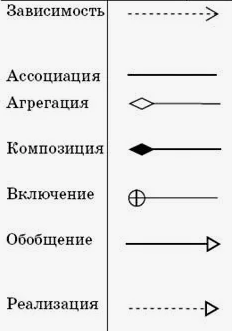 Зависимость
Ассоциация
Агрегация
Композиция
Включение
Обобщение
Реализация